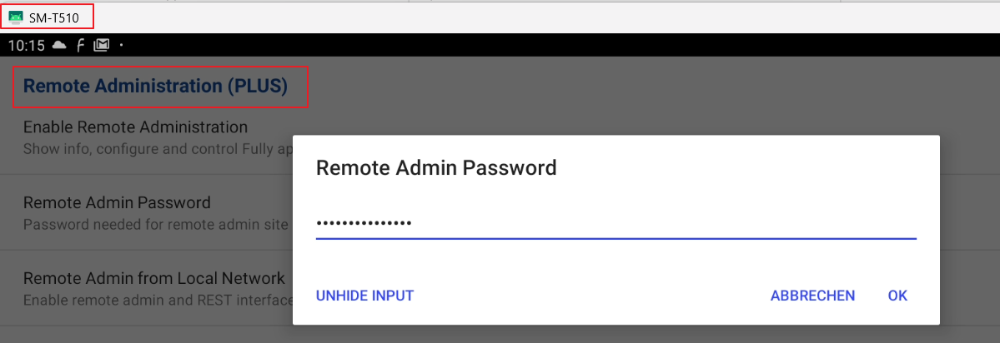 SM-T510
10:15
Remote Administration (PLUS)
Enable Remote Administration
Show info, configure and control Fully ap
Remote Admin Password
Password needed for remote admin site
Remote Admin from Local Network
Enable remote admin and REST interface
Remote Admin Password
•••••••••••••••
UNHIDE INPUT
ABBRECHEN
OK